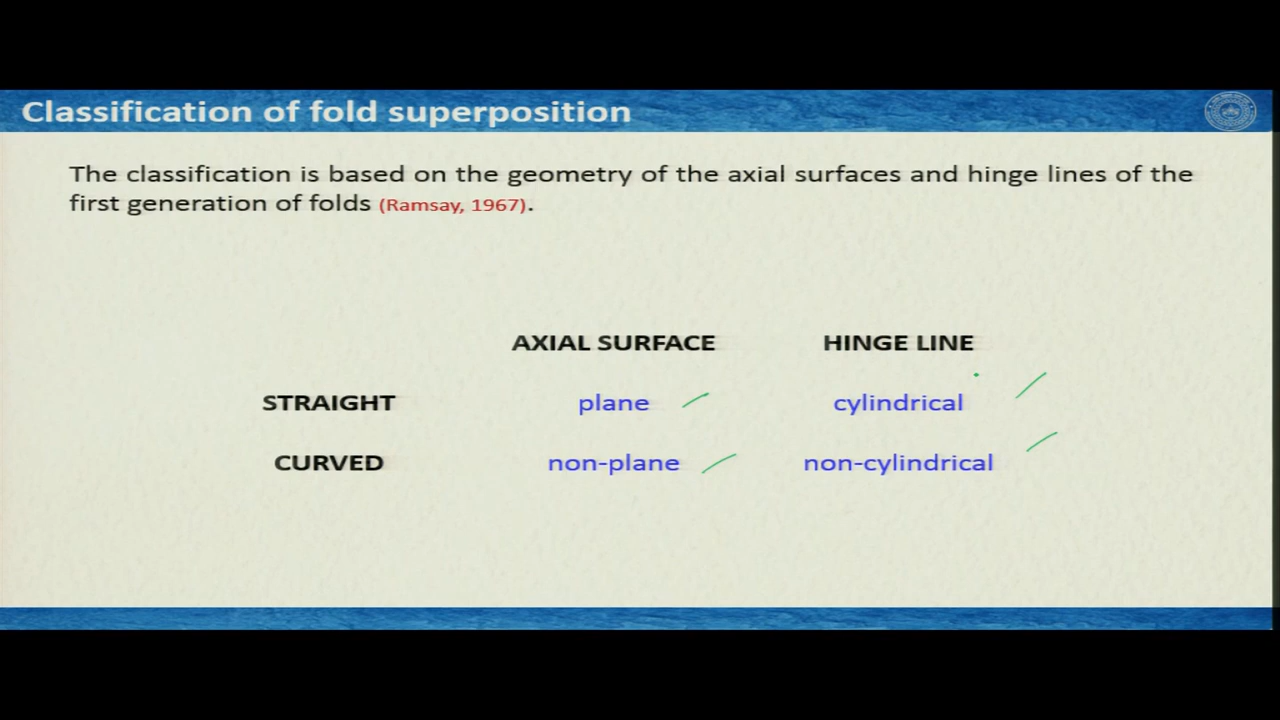 Classification of fold superposition
The classification is based on the geometry of the axial surfaces and hinge lines of the
first generation of folds (Ramsay, 1967).
AXIAL SURFACE HINGE LINE
STRAIGHT plane cylindrical
CURVED non-plane non-cylindrical